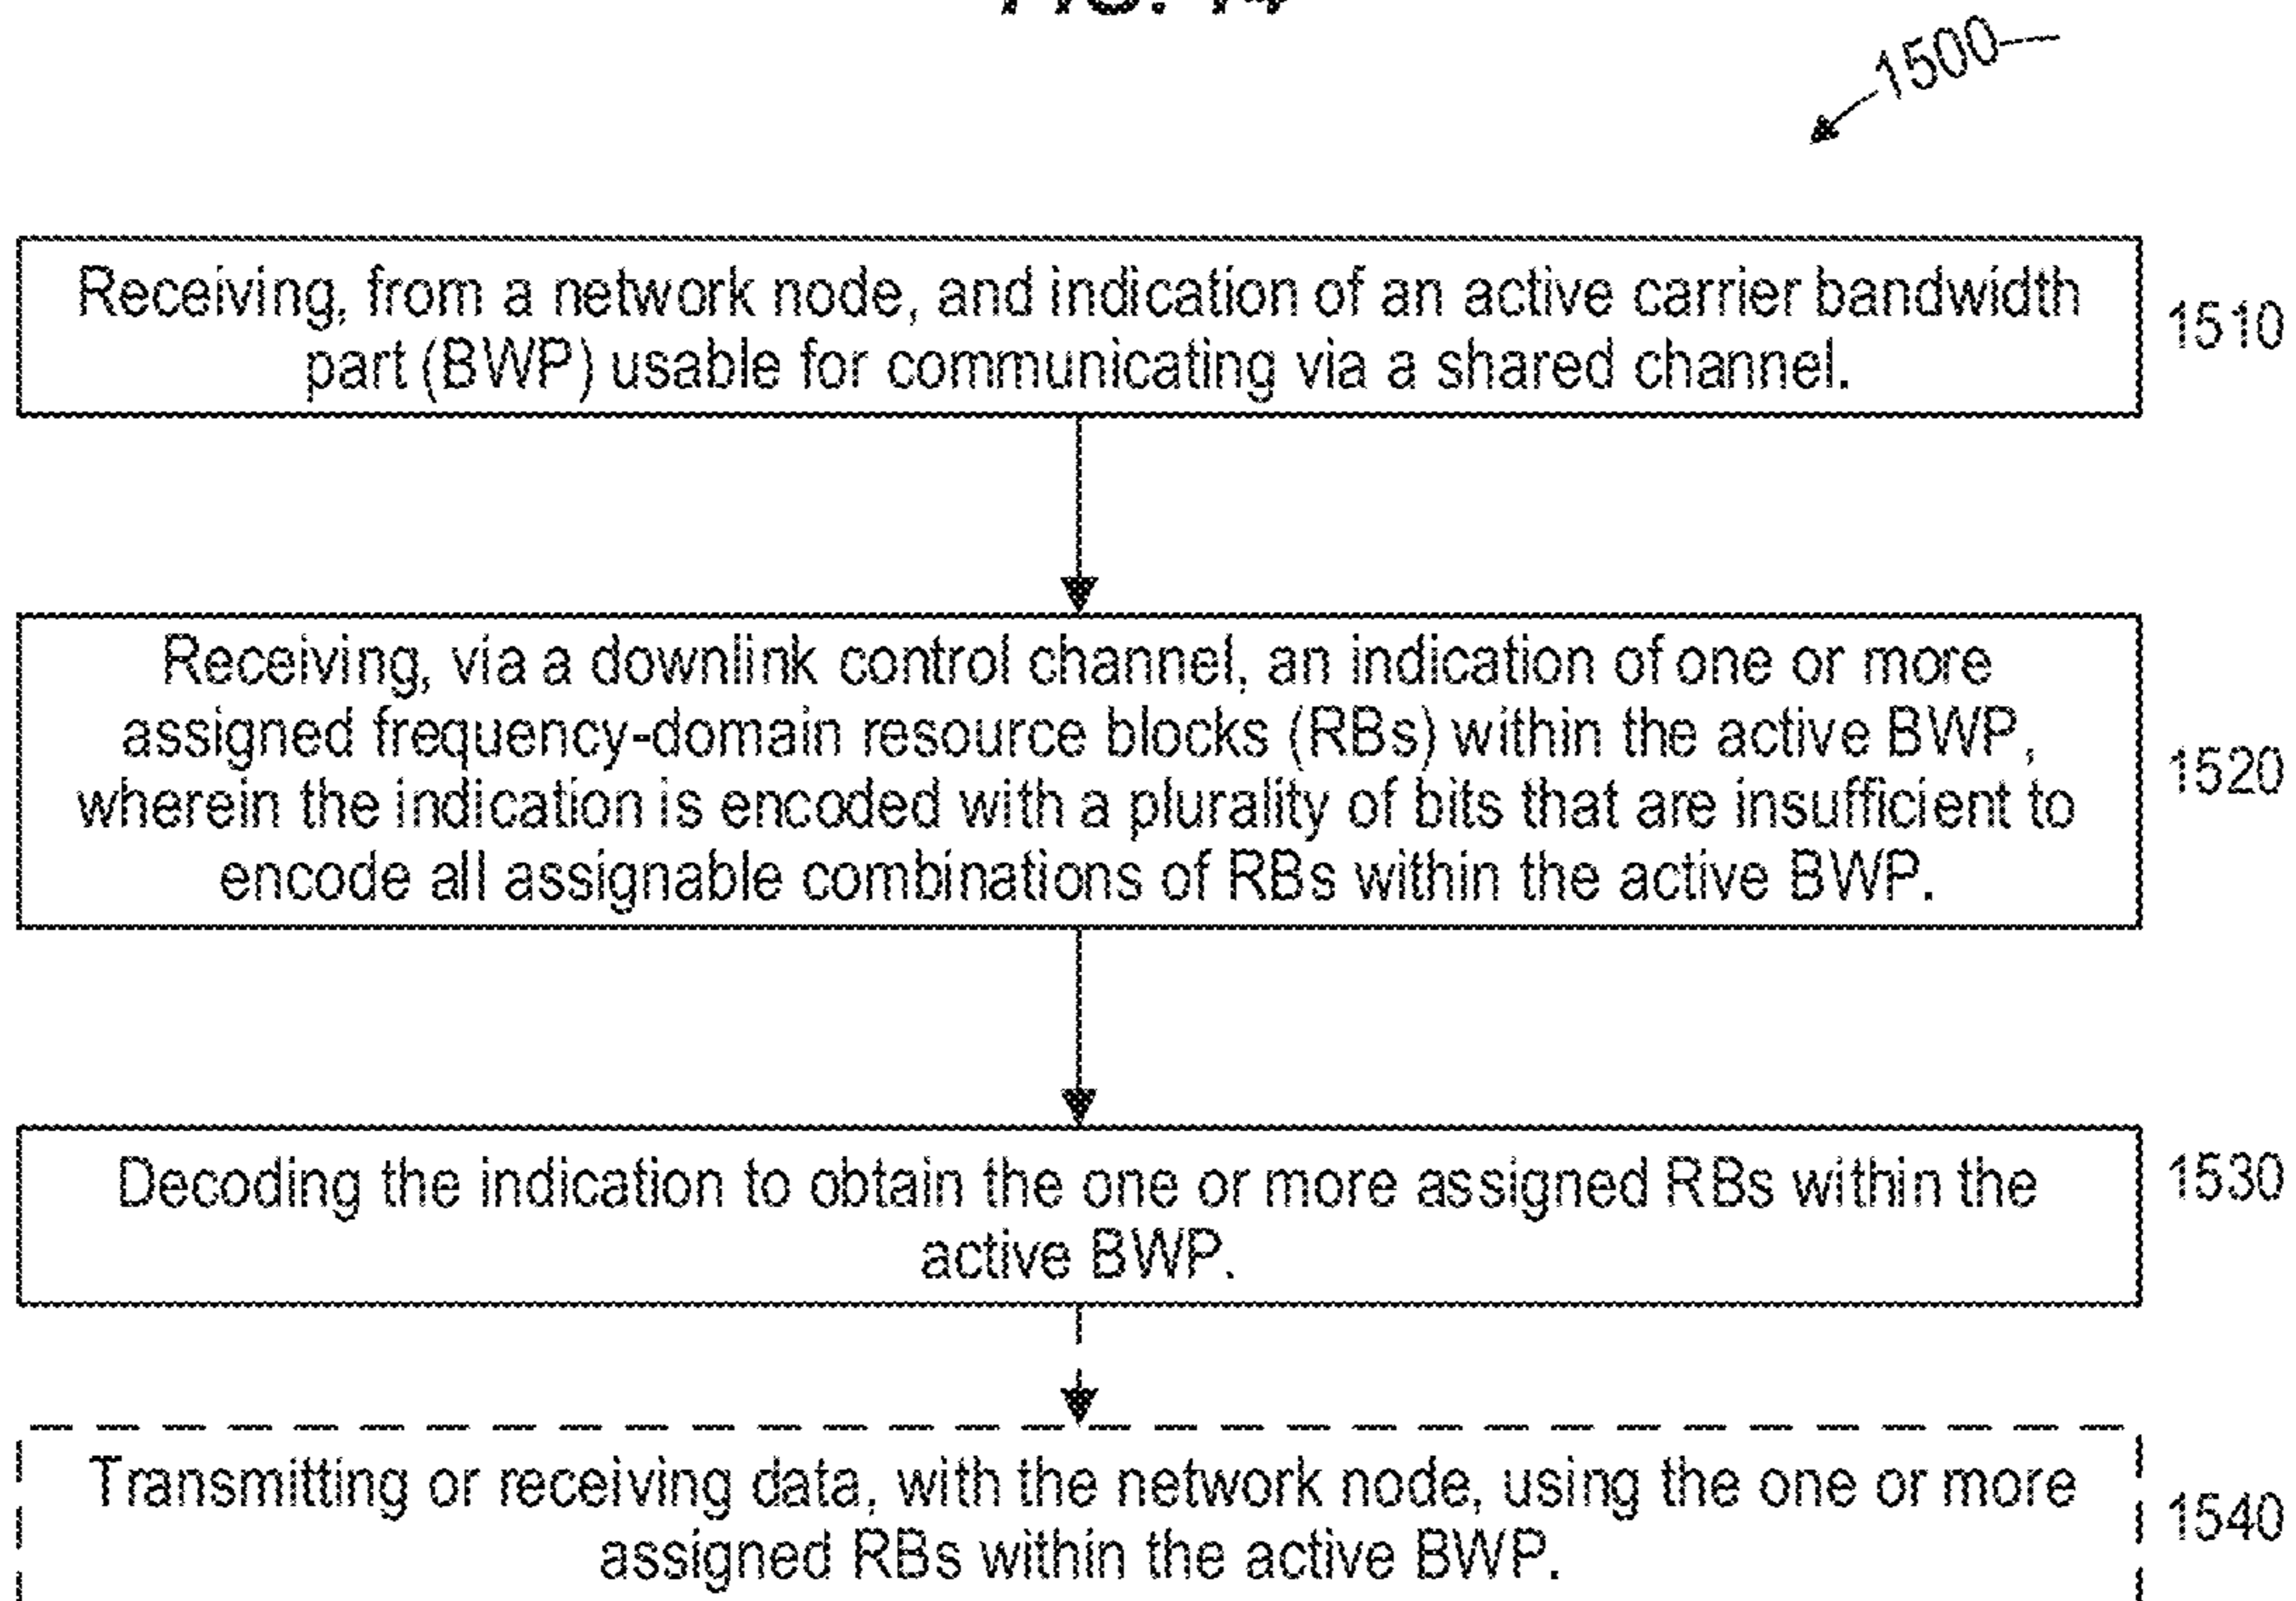 FIG. 14
1500
Receiving, from a network node, and indication of an active carrier bandwidth
part (BWP) usable for communicating via a shared channel.
1510
Receiving, via a downlink control channel, an indication of one or more
assigned frequency-domain resource blocks (RBs) within the active BWP,
wherein the indication is encoded with a plurality of bits that are insufficient to
encode all assignable combinations of RBs within the active BWP.
1520
Decoding the indication to obtain the one or more assigned RBs within the
active BWP.
1530
Transmitting or receiving data, with the network node, using the one or more
assigned RBs within the active BWP.
1540